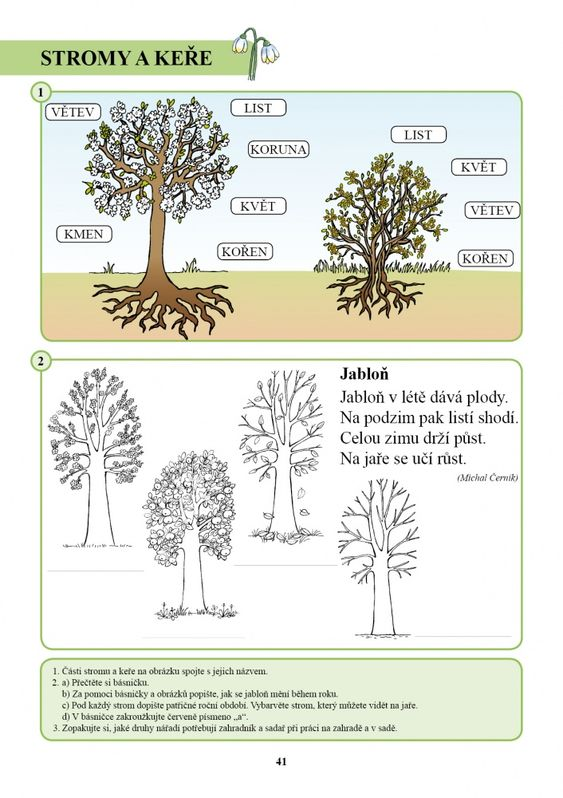 STROMY A KEŘE
1
VĚTEV
LIST
KORUNA
KVĚT
KMEN
KOŘEN
LIST
KVĚT
VĚTEV
KOŘEN
2
Jabloň
Jabloň v létě dává plody.
Na podzim pak listí shodí.
Celou zimu drží půst.
Na jaře se učí růst.
(Michal Černík)
1. Části stromu a keře na obrázku spojte s jejich názvem.
2. a) Přečtěte si básničku.
b) Za pomoci básničky a obrázků popište, jak se jabloň mění během roku.
c) Pod každý strom dopište patřičné roční období. Vybarvěte strom, který můžete vidět na jaře.
d) V básničce zakroužkujte červeně písmeno „a“.
3. Zopakujte si, jaké druhy nářadí potřebují zahradník a sadař při práci na zahradě a v sadě.
41